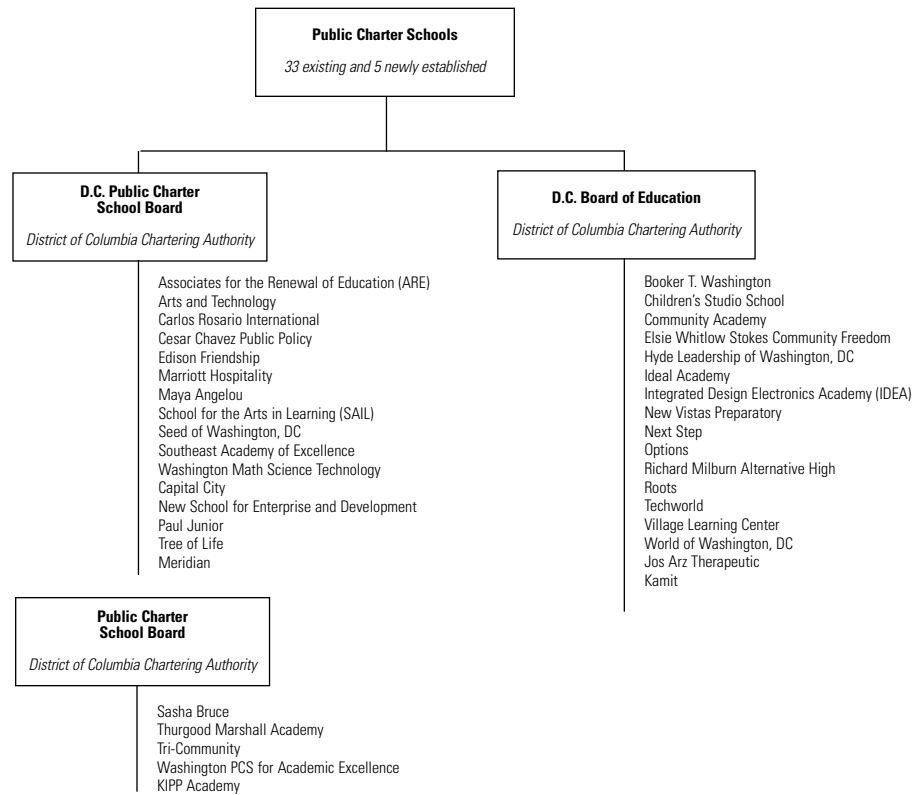 Public Charter Schools
33 existing and 5 newly established
D.C. Public Charter
School Board
District of Columbia Chartering Authority
Associates for the Renewal of Education (ARE)
Arts and Technology
Carlos Rosario International
Cesar Chavez Public Policy
Edison Friendship
Marriott Hospitality
Maya Angelou
School for the Arts in Learning (SAIL)
Seed of Washington, DC
Southeast Academy of Excellence
Washington Math Science Technology
Capital City
New School for Enterprise and Development
Paul Junior
Tree of Life
Meridian
D.C. Board of Education
District of Columbia Chartering Authority
Booker T. Washington
Children's Studio School
Community Academy
Elsie Whitlow Stokes Community Freedom
Hyde Leadership of Washington, DC
Ideal Academy
Integrated Design Electronics Academy (IDEA)
New Vistas Preparatory
Next Step
Options
Richard Milburn Alternative High
Roots
Techworld
Village Learning Center
World of Washington, DC
Jos Arz Therapeutic
Kamit
Public Charter
School Board
District of Columbia Chartering Authority
Sasha Bruce
Thurgood Marshall Academy
Tri-Community
Washington PCS for Academic Excellence
KIPP Academy